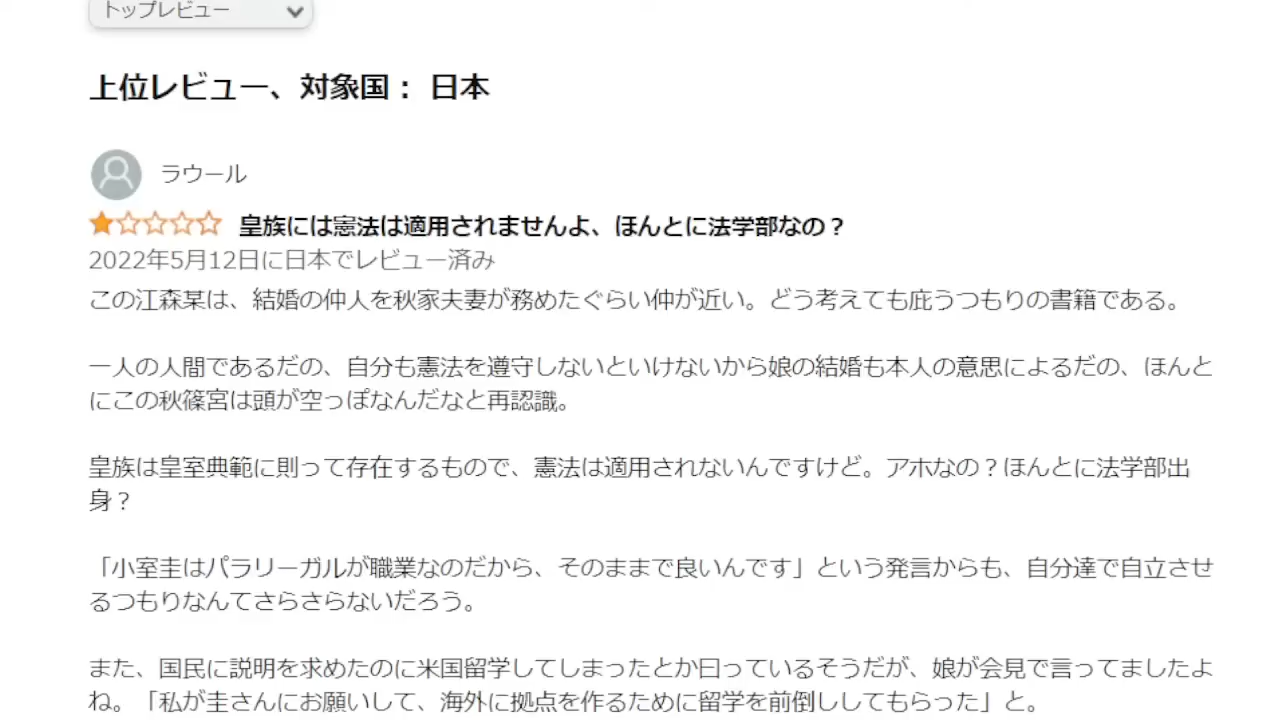 トップレビュー
上位レビュー、対象国： 日本
ラウール
皇族には憲法は適用されませんよ、ほんとに法学部なの？
2022年5月12日に日本でレビュー済み
この江森某は、結婚の仲人を秋家夫妻が務めたぐらい仲が近い。どう考えても庇うつもりの書籍である。
一人の人間であるだの、自分も憲法を遵守しないといけないから娘の結婚も本人の意思によるだの、ほんと
にこの秋篠宮は頭が空っぽなんだなと再認識。
皇族は皇室典範に則って存在するもので、憲法は適用されないんですけど。アホなの？ほんとに法学部出
身？
「小室圭はパラリーガルが職業なのだから、そのままで良いんです」という発言からも、自分達で自立させ
るつもりなんてさらさらないだろう。
また、国民に説明を求めたのに米国留学してしまったとか曰っているそうだが、娘が会見で言ってましたよ
ね。「私が圭さんにお願いして、海外に拠点を作るために留学を前倒ししてもらった」と。